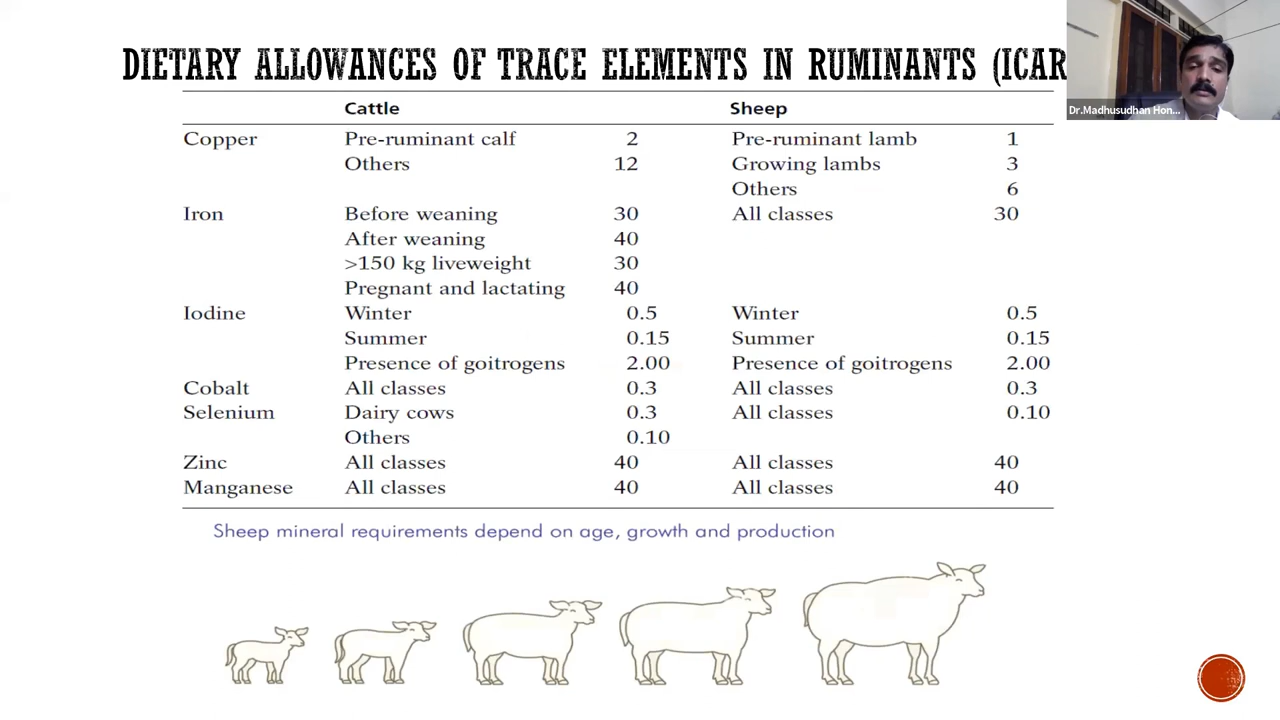 DIETARY ALLOWANCES OF TRACE ELEMENTS IN RUMINANTS (ICAR
Dr.Madhusudhan Hon...
Cattle Sheep
Copper Pre-ruminant calf 2 Pre-ruminant lamb 1
Others 12 Growing lambs 3
Others 6
Iron Before weaning 30 All classes 30
After weaning 40
>150 kg liveweight 30
Pregnant and lactating 40
Iodine Winter 0.5 Winter 0.5
Summer 0.15 Summer 0.15
Presence of goitrogens 2.00 Presence of goitrogens 2.00
Cobalt All classes 0.3 All classes 0.3
Selenium Dairy cows 0.3 All classes 0.10
Others 0.10
Zinc All classes 40 All classes 40
Manganese All classes 40 All classes 40
Sheep mineral requirements depend on age, growth and production